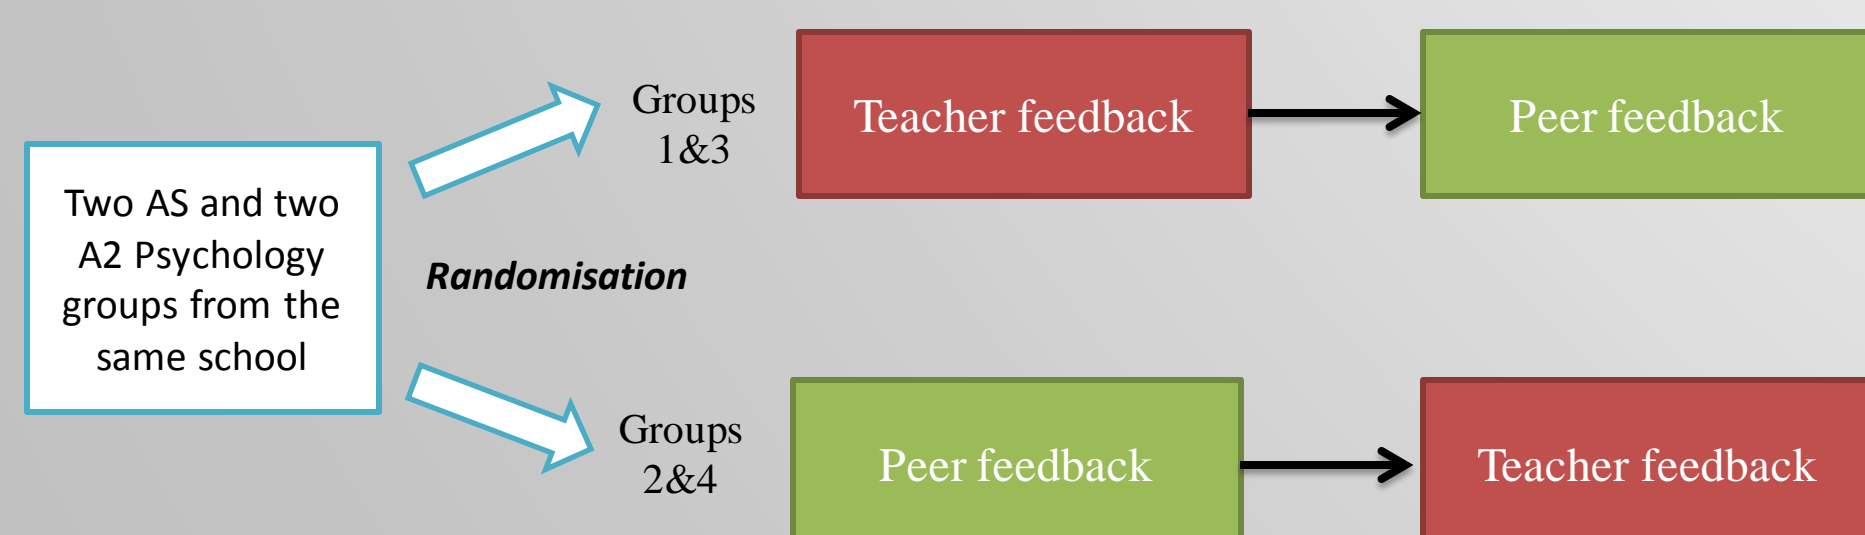 Two AS and two
A2 Psychology
groups from the
same school
Randomisation
Groups
1&3
Teacher feedback
Peer feedback
Groups
2&4
Peer feedback
Teacher feedback